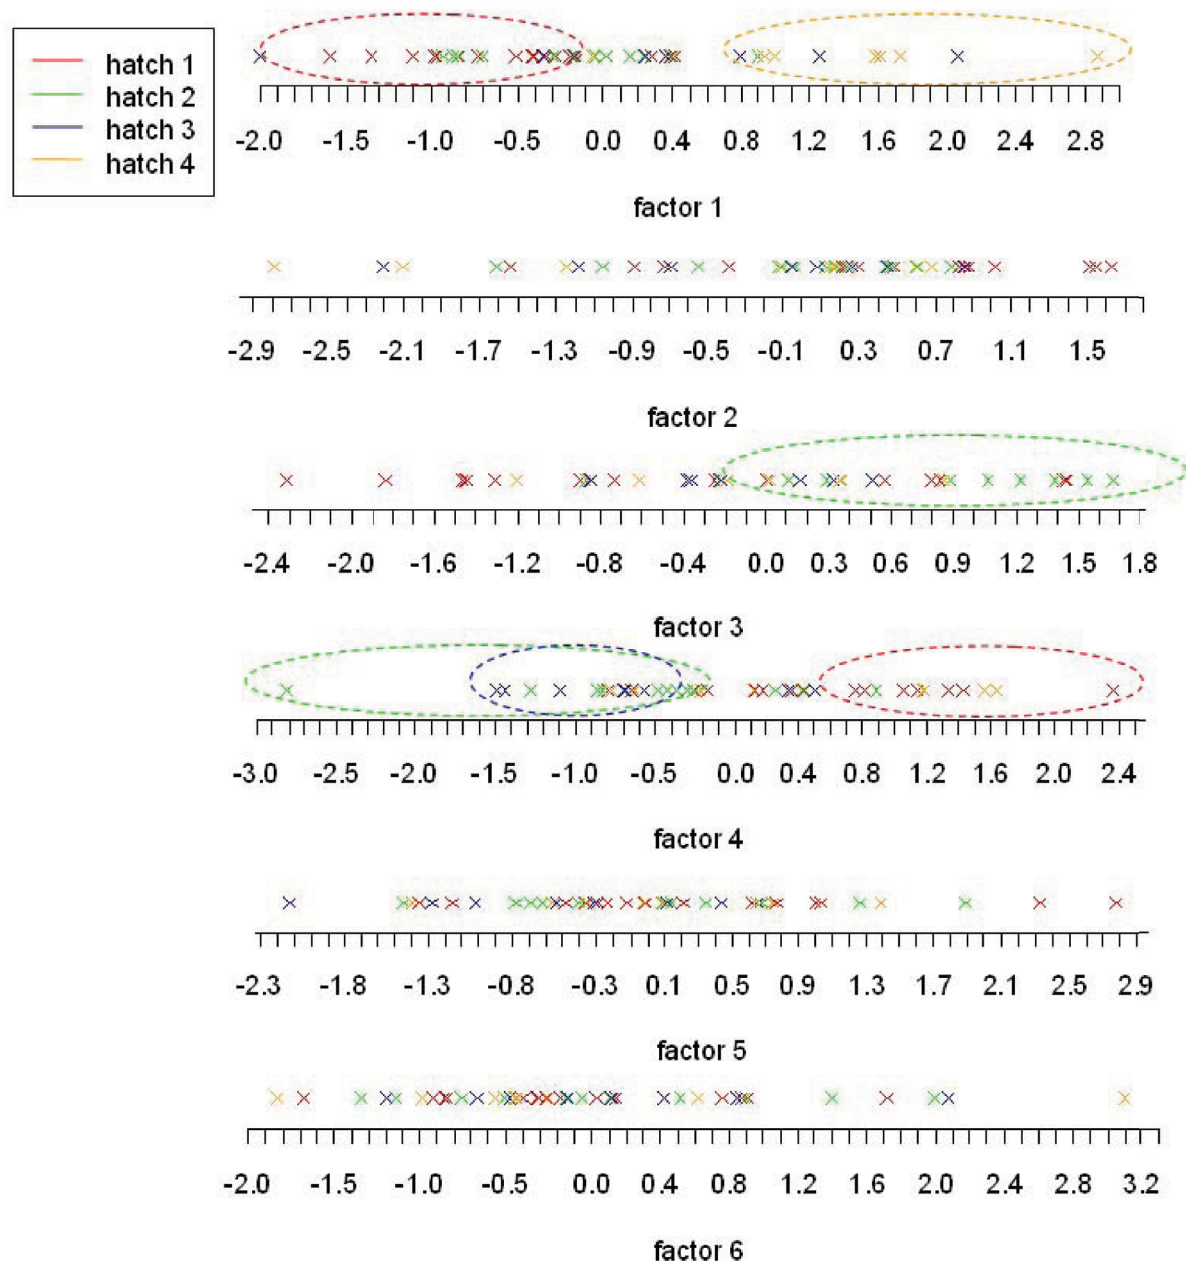 hatch 1
hatch 2
hatch 3
hatch 4
-2.0 -1.5 -1.0 -0.5 0.0 0.4 0.8 1.2 1.6 2.0 2.4 2.8
factor 1
-2.9 -2.5 -2.1 -1.7 -1.3 -0.9 -0.5 -0.1 0.3 0.7 1.1 1.5
factor 2
-2.4 -2.0 -1.6 -1.2 -0.8 -0.4 0.0 0.3 0.6 0.9 1.2 1.5 1.8
factor 3
-3.0 -2.5 -2.0 -1.5 -1.0 -0.5 0.0 0.4 0.8 1.2 1.6 2.0 2.4
factor 4
-2.3 -1.8 -1.3 -0.8 -0.3 0.1 0.5 0.9 1.3 1.7 2.1 2.5 2.9
factor 5
-2.0 -1.5 -1.0 -0.5 0.0 0.4 0.8 1.2 1.6 2.0 2.4 2.8 3.2
factor 6